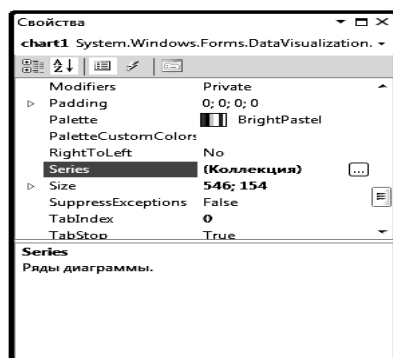 Свойства
chart1 System.Windows.Forms.DataVisualization.
Modifiers Private
Padding 0; 0; 0; 0
Palette BrightPastel
PaletteCustomColors
RightToLeft No
Series (Коллекция) ...
Size 546; 154
SuppressExceptions False
TabIndex 0
TabStop True
Series
Ряды диаграммы.